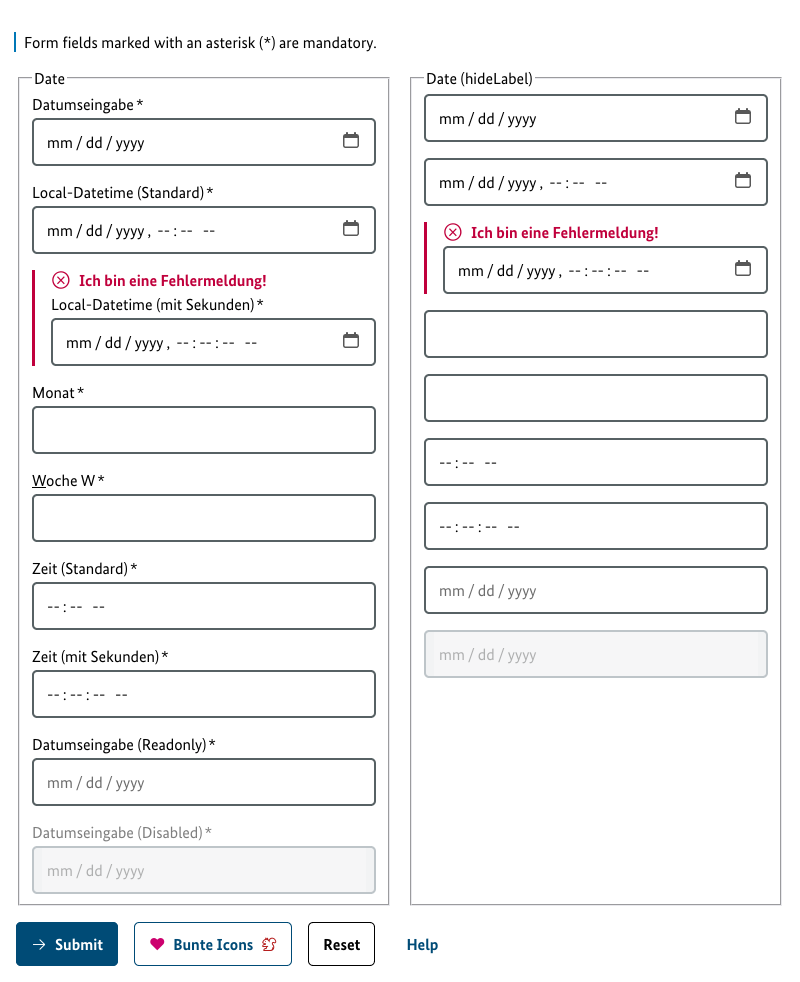 Form fields marked with an asterisk (*) are mandatory.
Date
Datumseingabe *
mm / dd / yyyy
Local-Datetime (Standard) *
mm / dd / yyyy, -- : -- --
Ich bin eine Fehlermeldung!
Local-Datetime (mit Sekunden) *
mm / dd / yyyy, -- : -- : -- --
Monat *
Woche W *
Zeit (Standard) *
-- : -- --
Zeit (mit Sekunden) *
-- : -- : -- --
Datumseingabe (Readonly) *
mm / dd / yyyy
Datumseingabe (Disabled) *
mm / dd / yyyy
Date (hideLabel)
mm / dd / yyyy
mm / dd / yyyy, -- : -- --
Ich bin eine Fehlermeldung!
mm / dd / yyyy, -- : -- : -- --
-- : -- --
-- : -- : -- --
mm / dd / yyyy
mm / dd / yyyy
Submit
Bunte Icons
Reset
Help